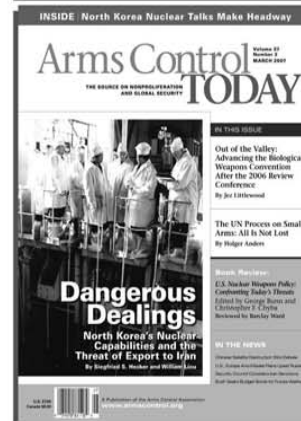 INSIDE North Korea Nuclear Talks Make Headway
Arms Control
TODAY
Volume 37
Number 2
MARCH 2007
THE SOURCE ON NONPROLIFERATION
AND GLOBAL SECURITY
IN THIS ISSUE
Out of the Valley:
Advancing the Biological
Weapons Convention
After the 2006 Review
Conference
By Jez Littlewood
The UN Process on Small
Arms: All Is Not Lost
By Holger Anders
Book Review:
U.S. Nuclear Weapons Policy:
Confronting Today's Threats
Edited by George Bunn and
Christopher F. Chyba
Reviewed by Barclay Ward
IN THE NEWS
Dangerous
Dealings
North Korea's Nuclear
Capabilities and the
Threat of Export to Iran
By Siegfried S. Hecker and William Liou
A Publication of the Arms Control Association
www.armscontrol.org